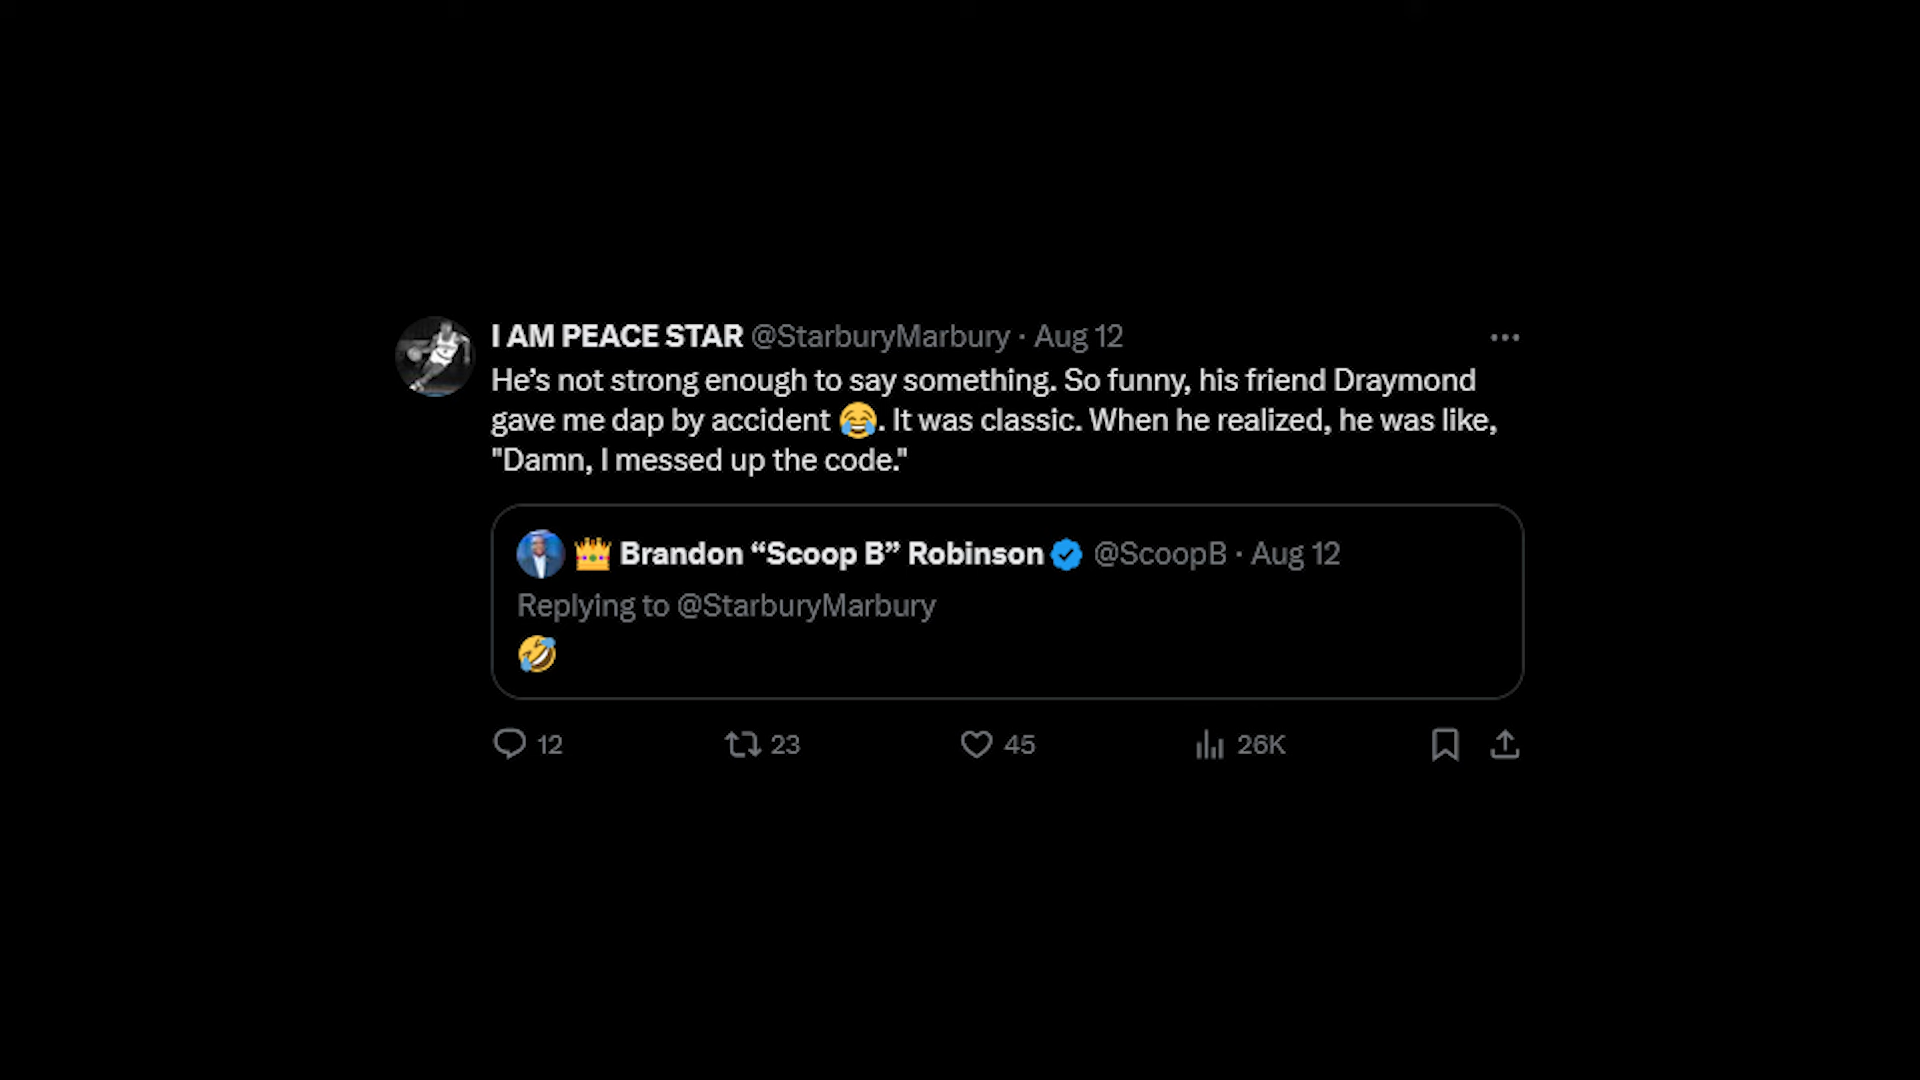 I AM PEACE STAR @StarburyMarbury · Aug 12
He’s not strong enough to say something. So funny, his friend Draymond
gave me dap by accident 😂. It was classic. When he realized, he was like,
"Damn, I messed up the code."
👑 Brandon “Scoop B” Robinson @ScoopB · Aug 12
Replying to @StarburyMarbury
🤣
12 23 45 26K